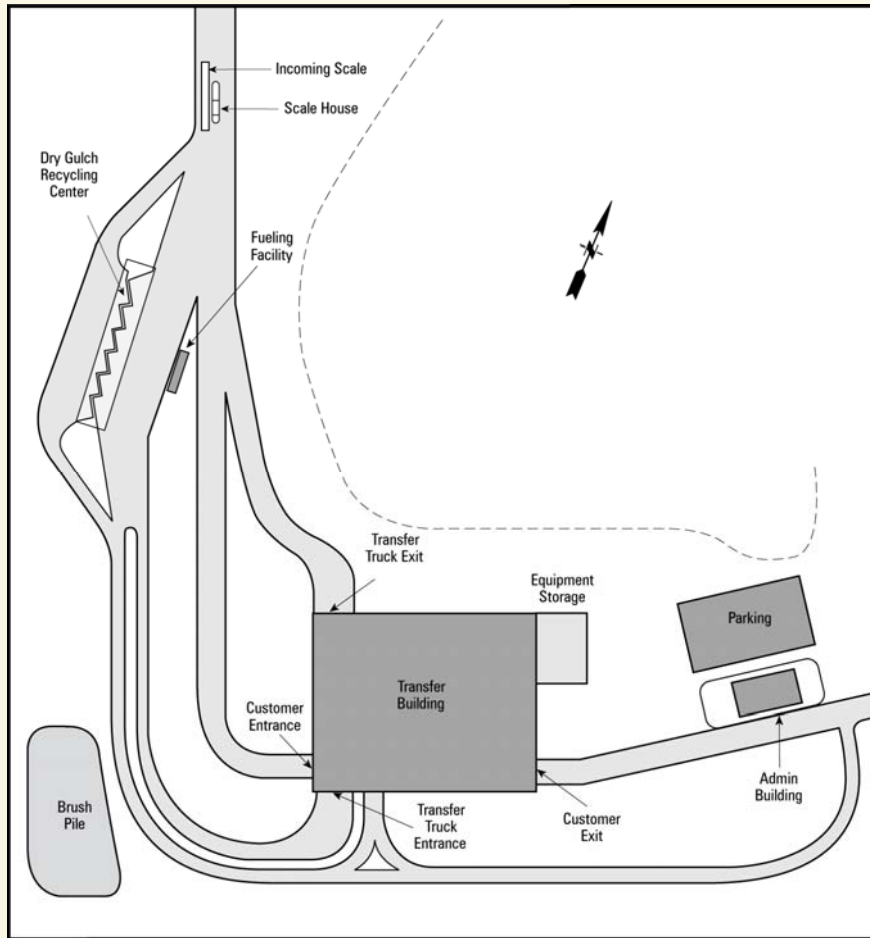 Incoming Scale
Scale House
Dry Gulch
Recycling
Center
Fueling
Facility
Transfer
Truck Exit
Equipment
Storage
Parking
Transfer
Building
Customer
Entrance
Admin
Building
Brush
Pile
Transfer
Truck
Entrance
Customer
Exit